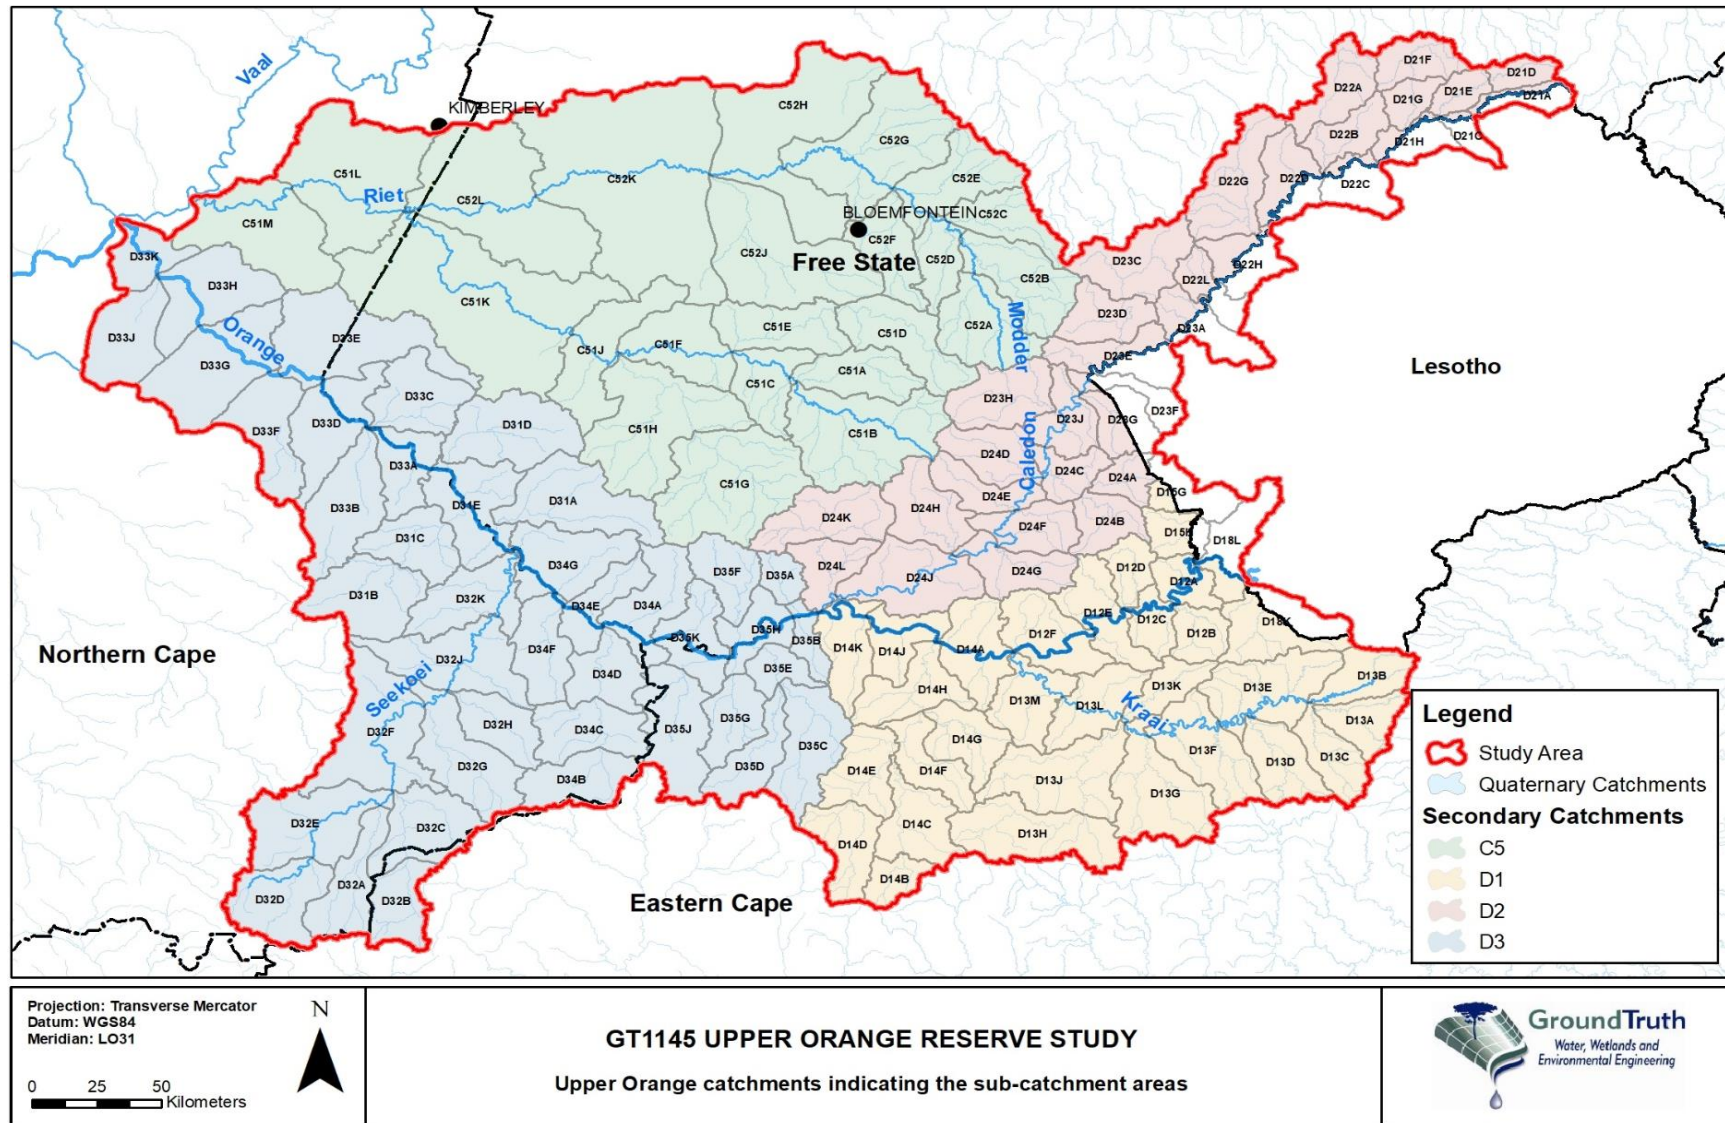 Vaal
KIMBERLEY
C52H
D21F
D21D
D22A
D21E
D21A
D21G
C52G
D22B
D21H
D21C
C51L
C52K
C52E
D22D
D22G
D22C
Riet
C52L
BLOEMFONTEIN
C52C
C51M
C52F
C52J
Free State
C52D
D23C
D33K
D22H
C52B
D22L
D33H
C51K
D23D
Orange
C51E
C51D
C52A
Modder
D23A
D33J
D33E
C51J
C51F
D23E
D33G
C51A
Lesotho
C51C
D33C
D23H
D23F
D33F
D33D
D31D
C51H
C51B
D23J
D23G
D24D
Caledon
D33A
C51G
D24C
D24A
D33B
D31E
D31A
D24E
D15G
D24H
D24K
D24F
D24B
D15H
D31C
D18L
D34G
D35F
D35A
D24L
D24J
D24G
D12D
D12A
D31B
D32K
D34E
D34A
D12E
D12C
D18K
D35H
D35K
D35B
D14K
D14J
D14A
D12F
D12B
Northern Cape
D32J
D34F
D34D
D35E
D14H
D13M
D13K
D13E
D13B
Seekoei
D13L
Kraai
D32F
D32H
D34C
D35J
D35G
D35C
D14G
D13A
D13F
D13C
D32G
D34B
D35D
D14E
D14F
D13J
D13D
D13G
D32E
D32C
D14D
D14C
D13H
D14B
D32D
D32A
D32B
Eastern Cape
Legend
Study Area
Quaternary Catchments
Secondary Catchments
C5
D1
D2
D3
Projection: Transverse Mercator
Datum: WGS84
Meridian: LO31
N
0 25 50
Kilometers
GT1145 UPPER ORANGE RESERVE STUDY
Upper Orange catchments indicating the sub-catchment areas
GroundTruth
Water, Wetlands and
Environmental Engineering